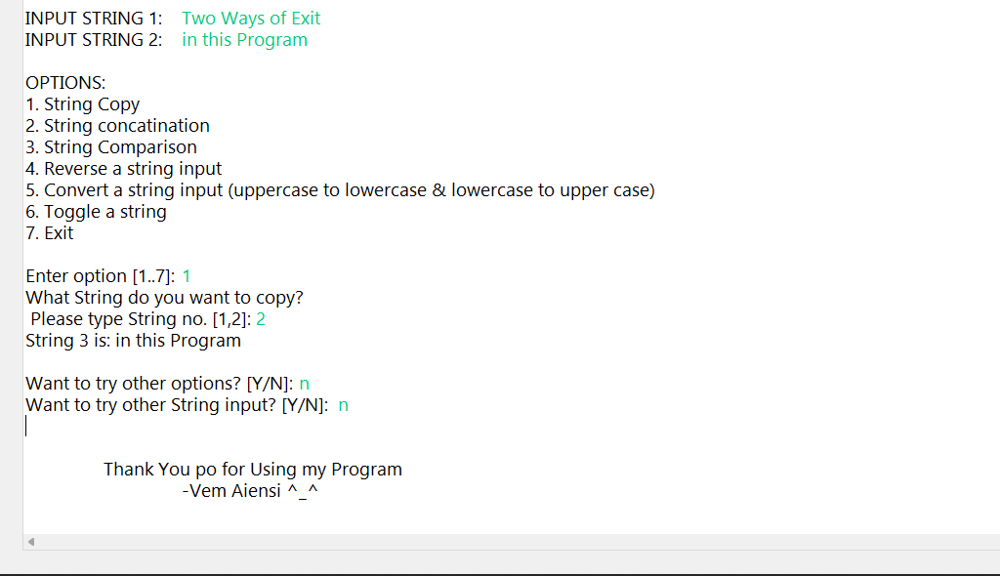 INPUT STRING 1: Two Ways of Exit
INPUT STRING 2: in this Program
OPTIONS:
1. String Copy
2. String concatination
3. String Comparison
4. Reverse a string input
5. Convert a string input (uppercase to lowercase & lowercase to upper case)
6. Toggle a string
7. Exit
Enter option [1..7]: 1
What String do you want to copy?
Please type String no. [1,2]: 2
String 3 is: in this Program
Want to try other options? [Y/N]: n
Want to try other String input? [Y/N]: n
Thank You po for Using my Program
-Vem Aiensi ^_^